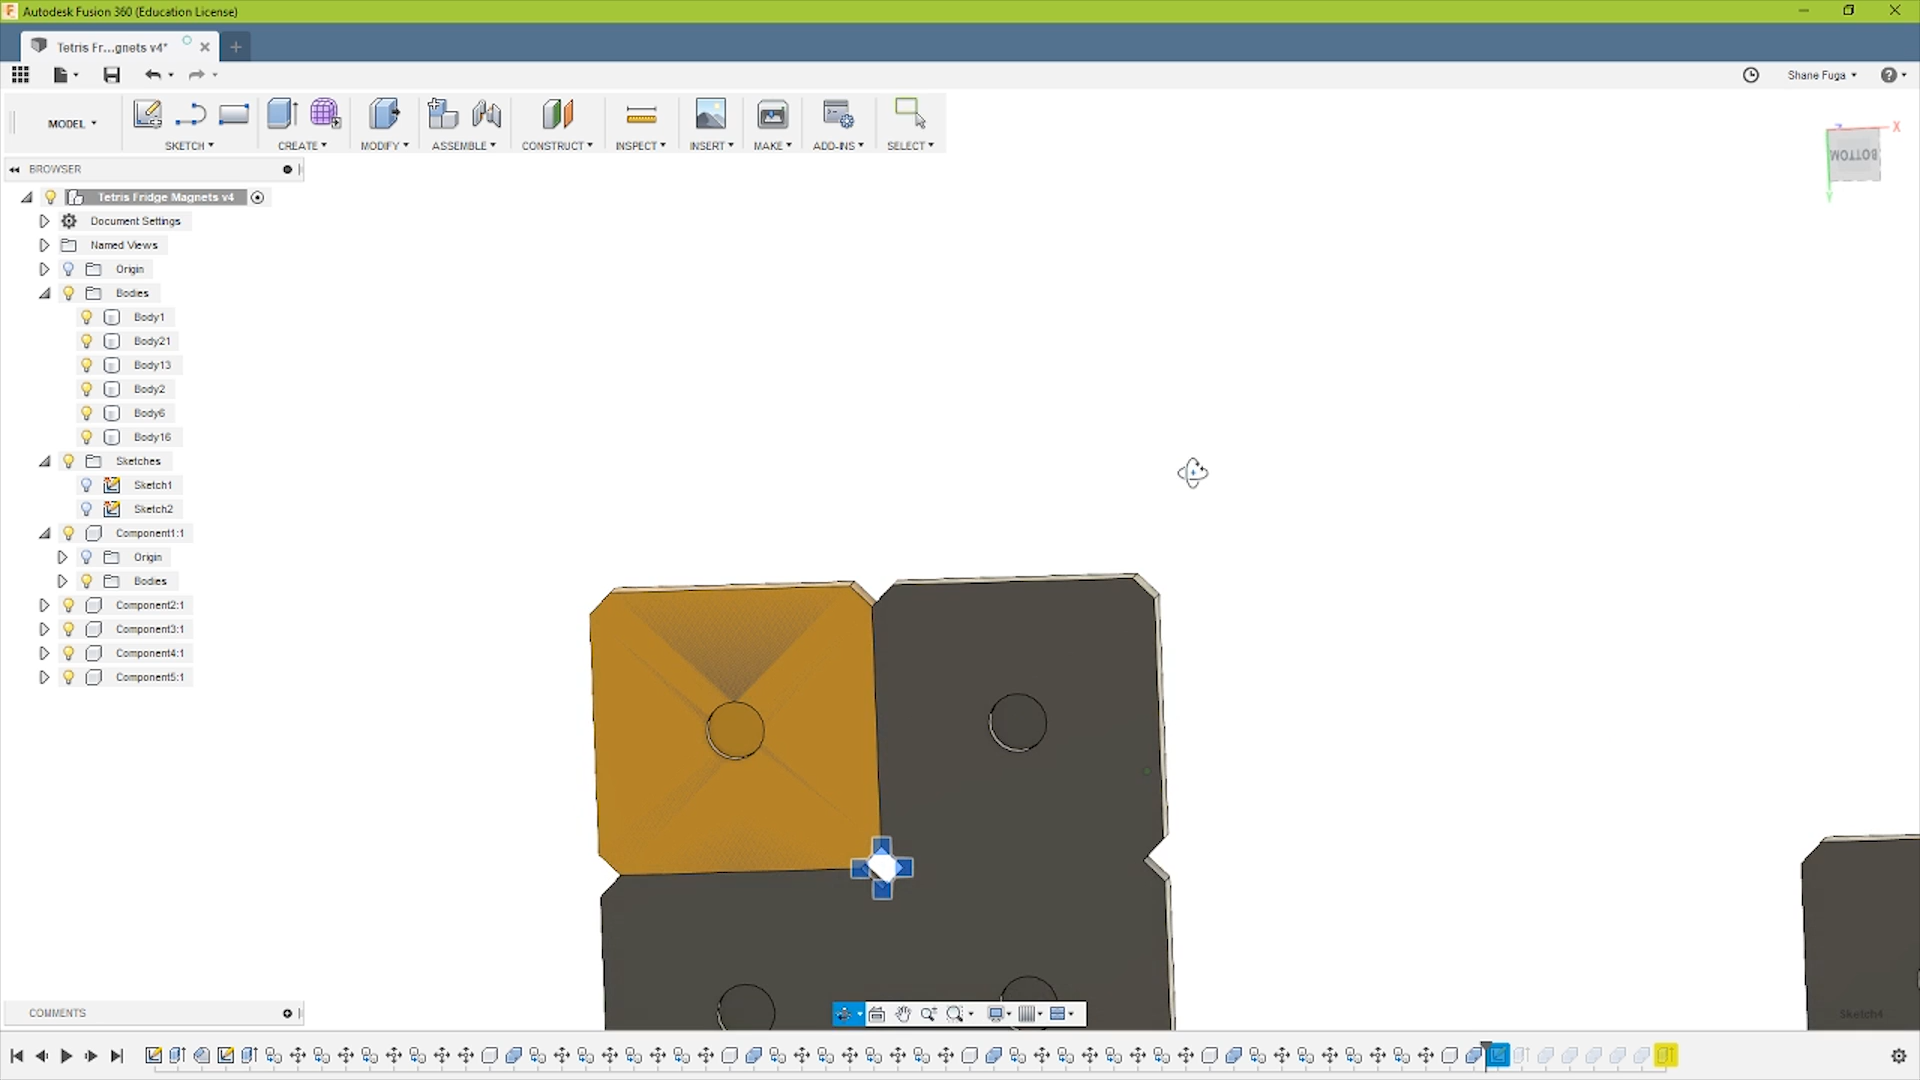 Autodesk Fusion 360 (Education License)
Tetris Fr...gnets v4*
Shane Fuga
MODEL
SKETCH
CREATE
MODIFY
ASSEMBLE
CONSTRUCT
INSPECT
INSERT
MAKE
ADD-INS
SELECT
BROWSER
Tetris Fridge Magnets v4
Document Settings
Named Views
Origin
Bodies
Body1
Body21
Body13
Body2
Body6
Body16
Sketches
Sketch1
Sketch2
Component1:1
Origin
Bodies
Component2:1
Component3:1
Component4:1
Component5:1
X
Z
BOTTOM
Y
Sketch4
COMMENTS